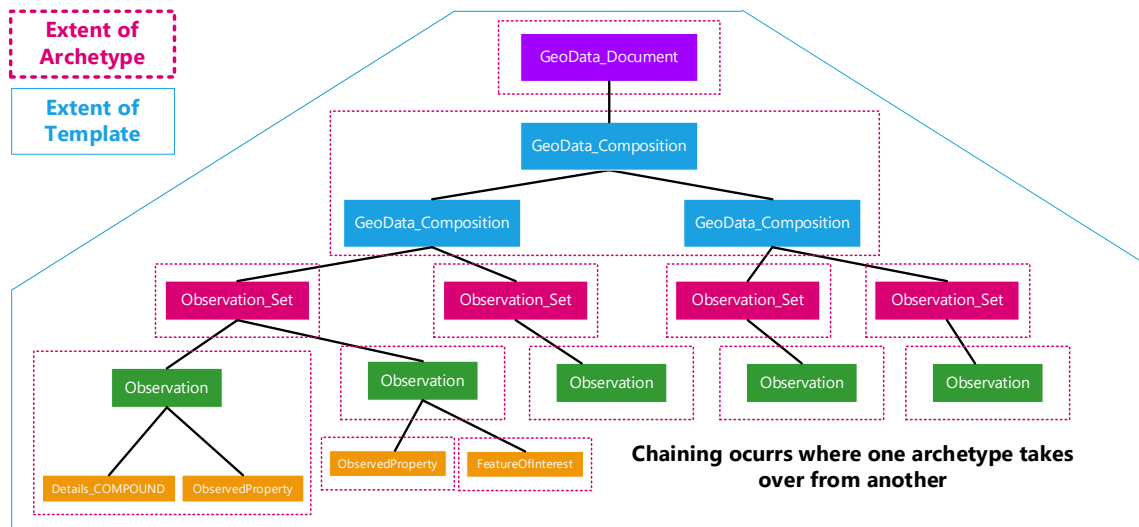 Extent of
Archetype
Extent of
Template
GeoData_Document
GeoData_Composition
GeoData_Composition
GeoData_Composition
Observation_Set
Observation_Set
Observation_Set
Observation_Set
Observation
Observation
Observation
Observation
Observation
Details_COMPOUND
ObservedProperty
ObservedProperty
FeatureOfInterest
Chaining ocurrs where one archetype takes
over from another